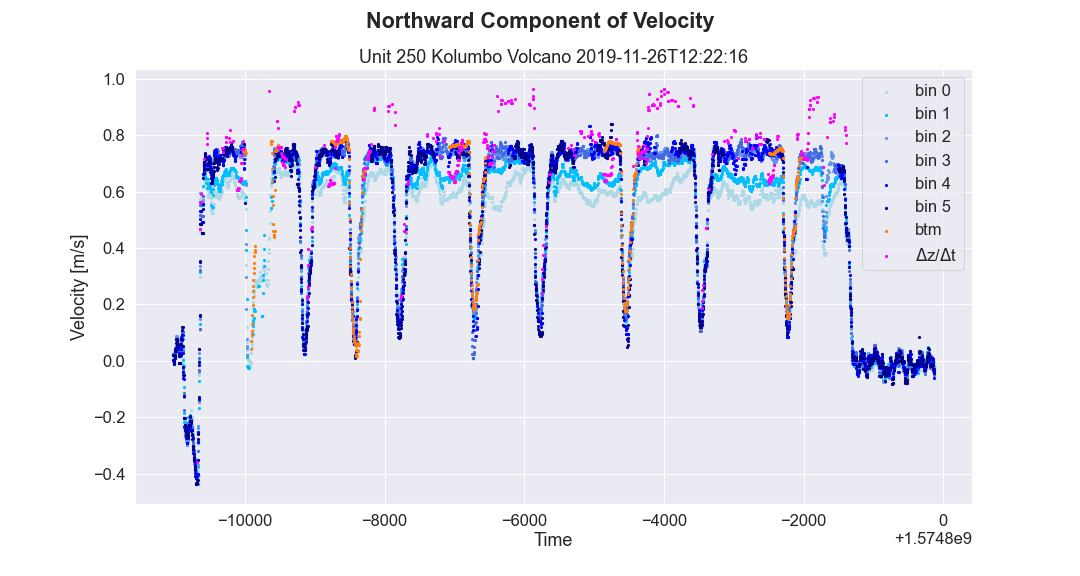 Northward Component of Velocity
Unit 250 Kolumbo Volcano 2019-11-26T12:22:16
Velocity [m/s]
1.0
0.8
0.6
0.4
0.2
0.0
−0.2
−0.4
bin 0
bin 1
bin 2
bin 3
bin 4
bin 5
btm
Δz/Δt
−10000
−8000
−6000
−4000
−2000
0
Time
+1.5748e9